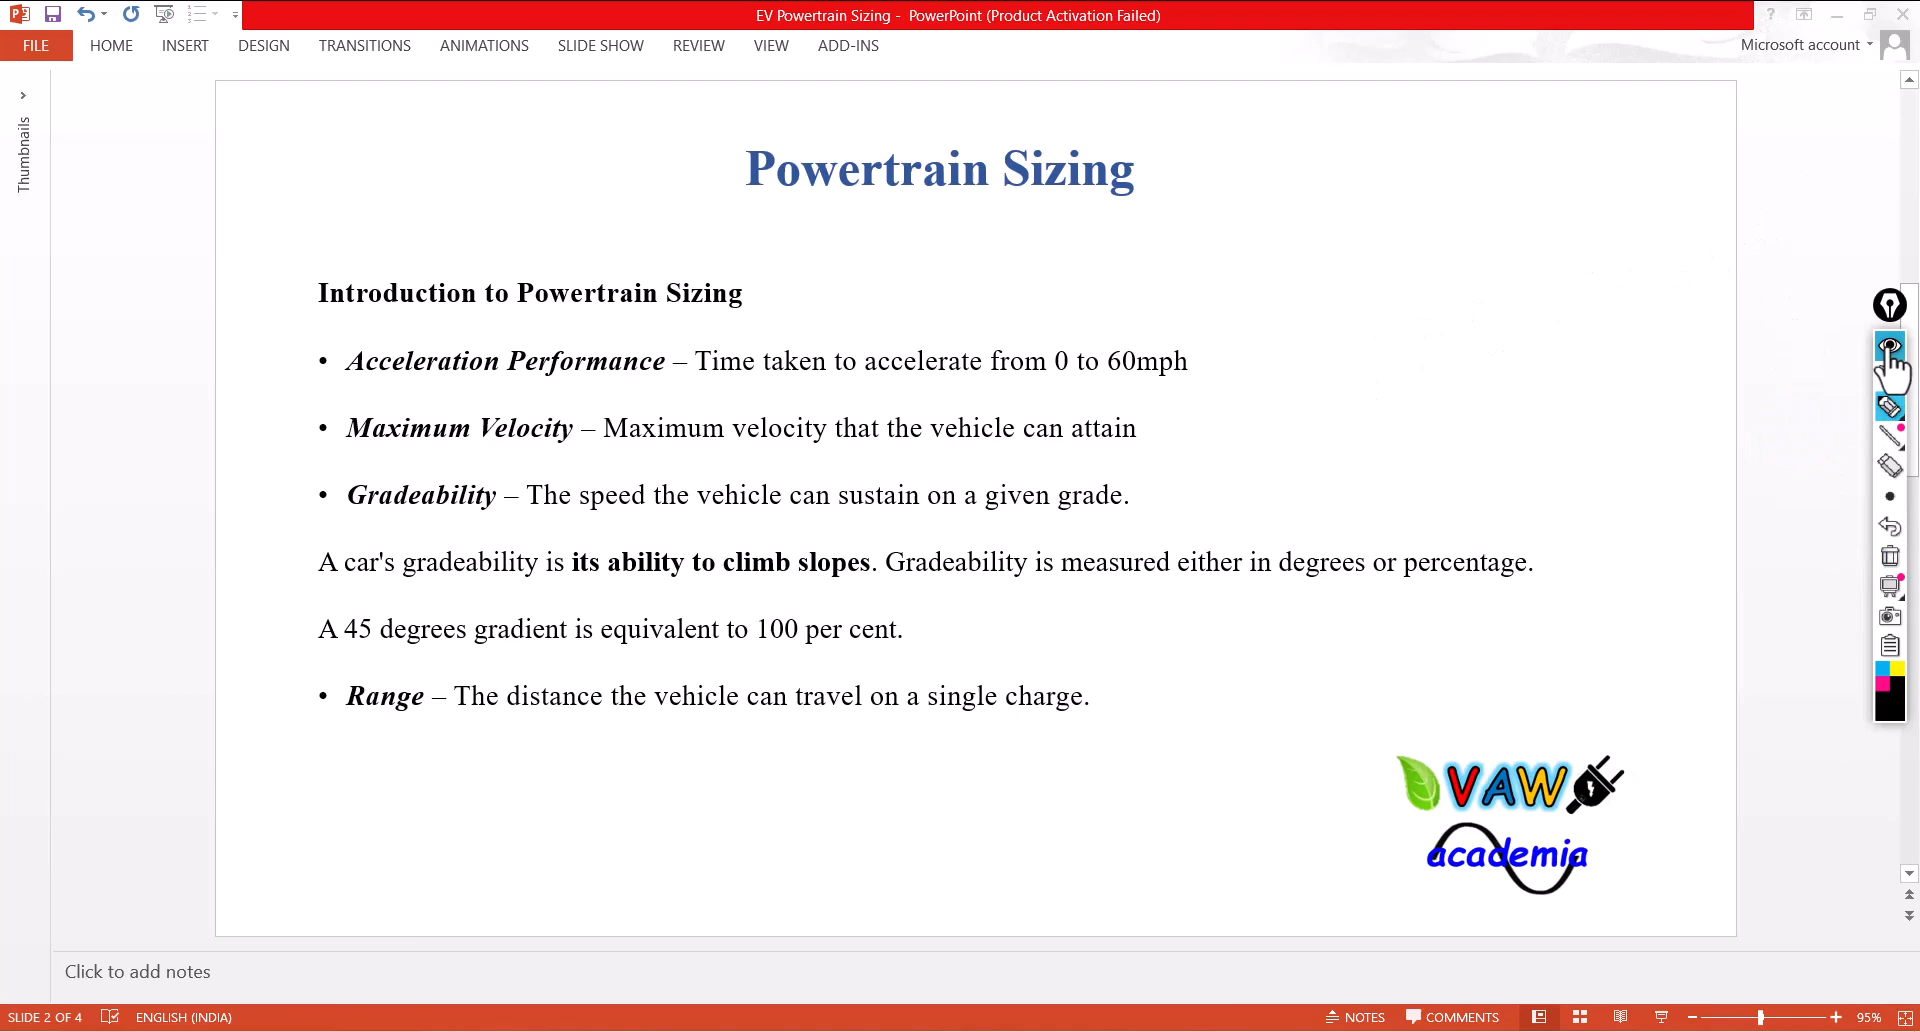 EV Powertrain Sizing - PowerPoint (Product Activation Failed)
?
FILE HOME INSERT DESIGN TRANSITIONS ANIMATIONS SLIDE SHOW REVIEW VIEW ADD-INS
Microsoft account
Thumbnails
Powertrain Sizing
Introduction to Powertrain Sizing
• Acceleration Performance – Time taken to accelerate from 0 to 60mph
• Maximum Velocity – Maximum velocity that the vehicle can attain
• Gradeability – The speed the vehicle can sustain on a given grade.
A car's gradeability is its ability to climb slopes. Gradeability is measured either in degrees or percentage.
A 45 degrees gradient is equivalent to 100 per cent.
• Range – The distance the vehicle can travel on a single charge.
VAW
academia
Click to add notes
SLIDE 2 OF 4 ENGLISH (INDIA) NOTES COMMENTS 95%